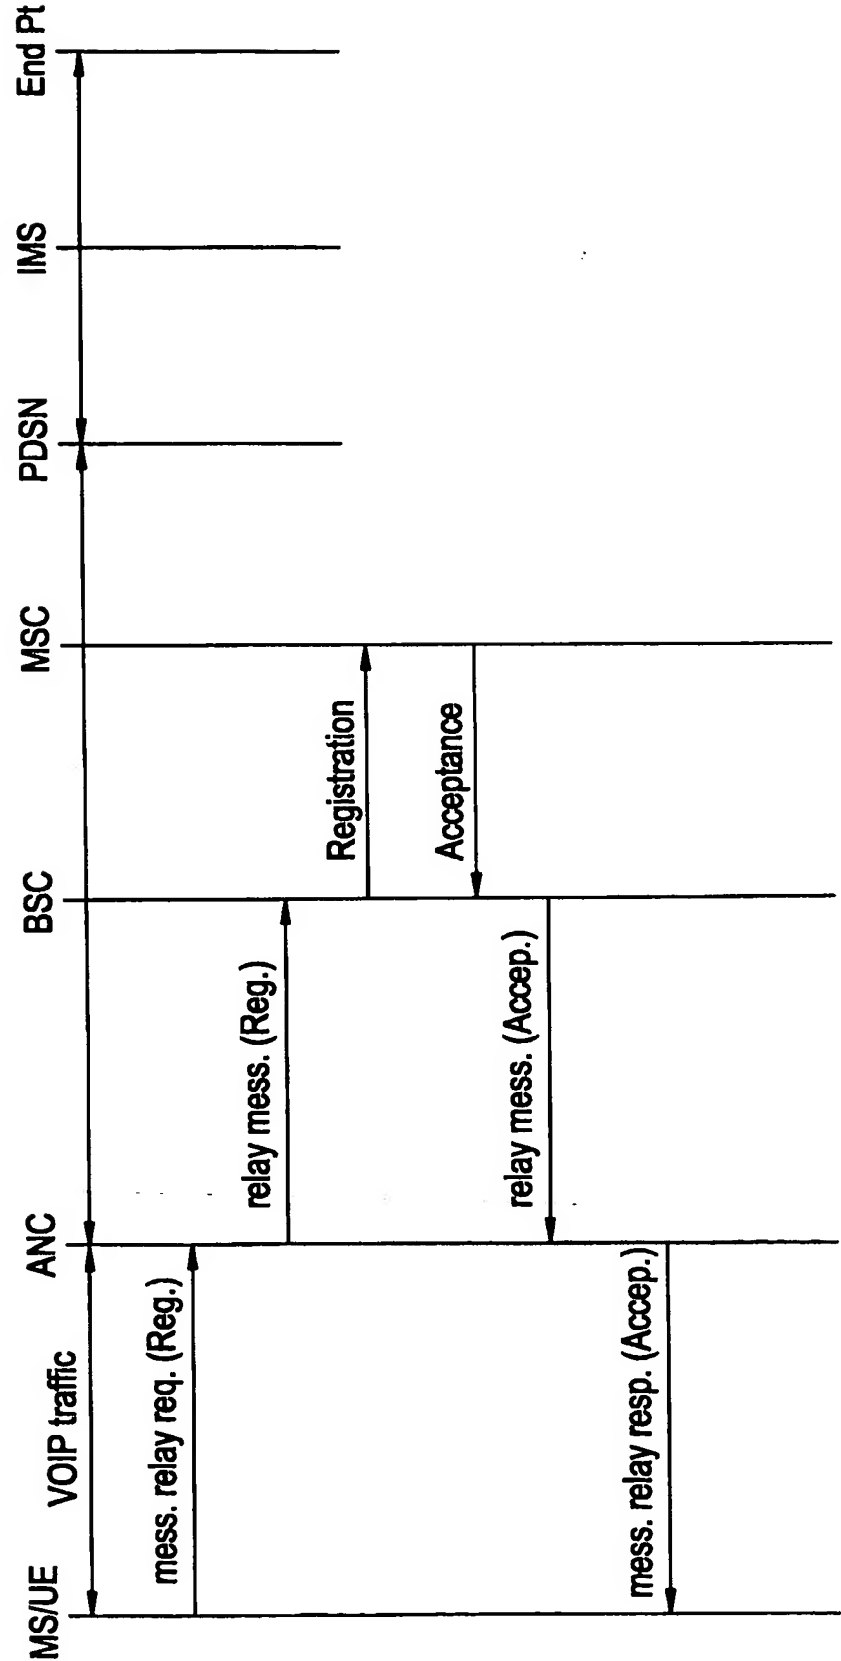 MS/UE
ANC
BSC
MSC
PDSN
IMS
End Pt
VOIP traffic
mess. relay req. (Reg.)
relay mess. (Reg.)
Registration
Acceptance
relay mess. (Accep.)
mess. relay resp. (Accep.)